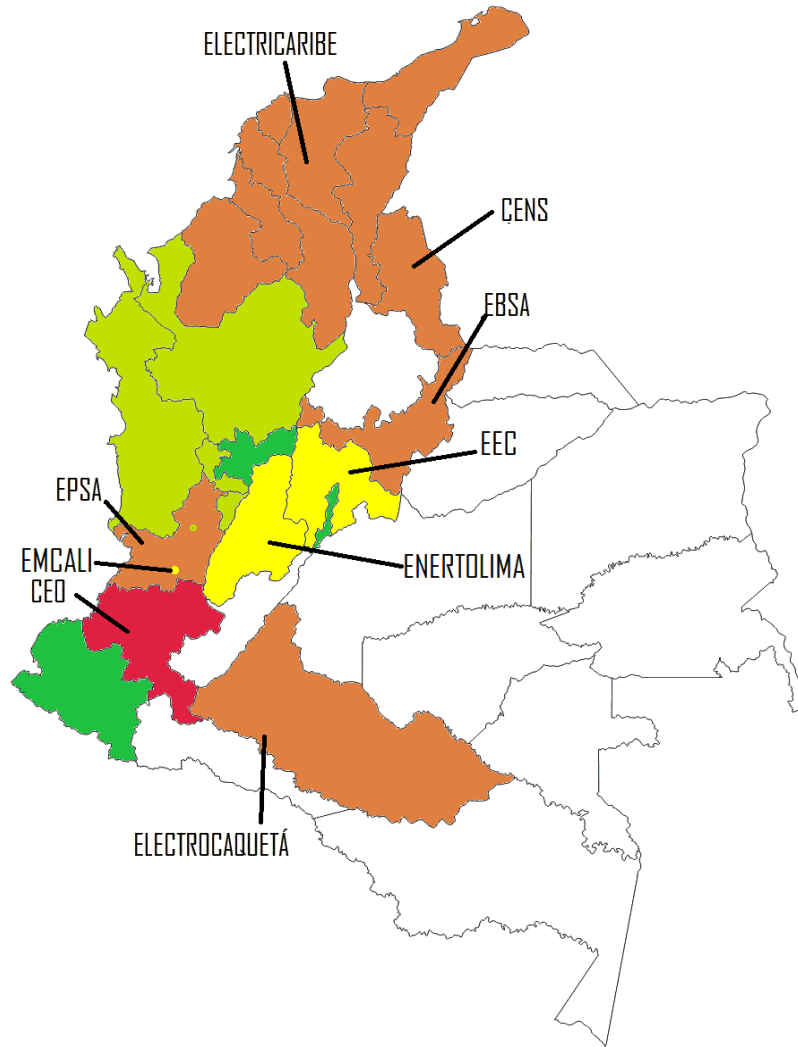 ELECTRICARIBE
CENS
EBSA
EEC
EPSA
EMCALI
CEO
ENERTOLIMA
ELECTROCAQUETÁ